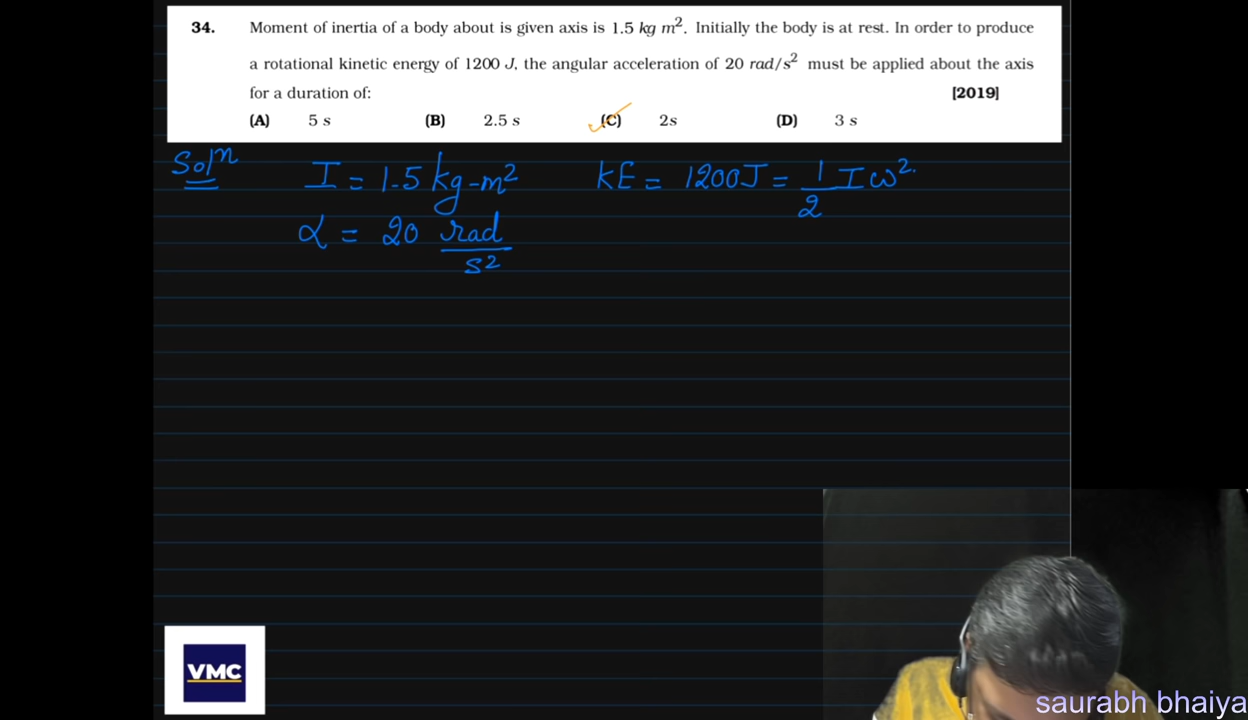 34. Moment of inertia of a body about is given axis is 1.5 kg m². Initially the body is at rest. In order to produce
a rotational kinetic energy of 1200 J, the angular acceleration of 20 rad/s² must be applied about the axis
for a duration of: [2019]
(A) 5 s (B) 2.5 s (C) 2s (D) 3 s
Solⁿ I = 1.5 kg-m² kE = 1200J = 1/2 I ω².
α = 20 rad/s²
VMC
saurabh bhaiya